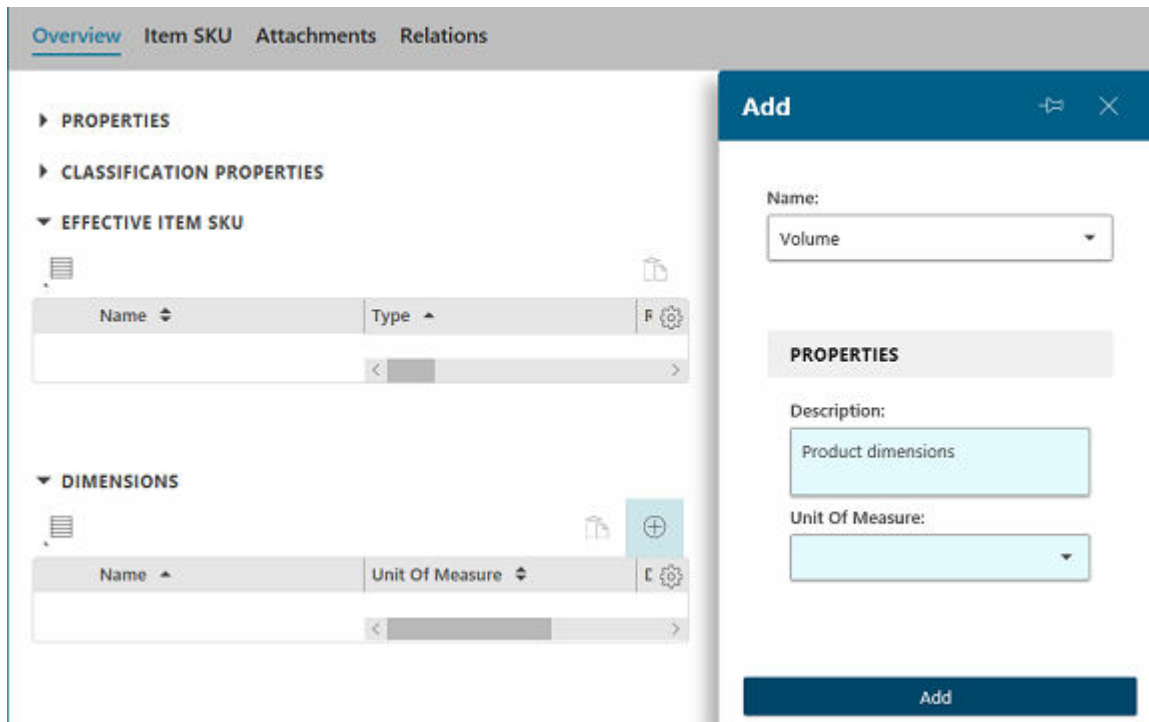 Overview Item SKU Attachments Relations
PROPERTIES
CLASSIFICATION PROPERTIES
EFFECTIVE ITEM SKU
Name Type
DIMENSIONS
Name Unit Of Measure
Add
Name:
Volume
PROPERTIES
Description:
Product dimensions
Unit Of Measure:
Add